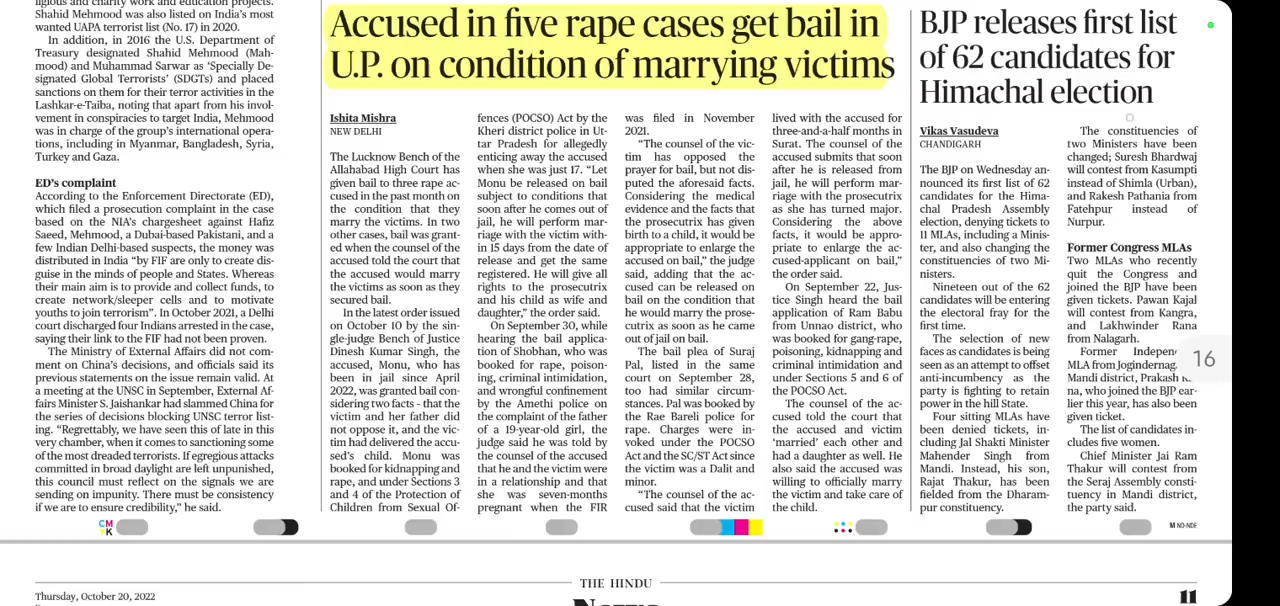 ligious and charity work and education projects.
Shahid Mehmood was also listed on India's most
wanted UAPA terrorist list (No. 17) in 2020.
In addition, in 2016 the U.S. Department of
Treasury designated Shahid Mehmood (Mah-
mood) and Muhammad Sarwar as 'Specially De-
signated Global Terrorists' (SDGTs) and placed
sanctions on them for their terror activities in the
Lashkar-e-Taiba, noting that apart from his invol-
vement in conspiracies to target India, Mehmood
was in charge of the group's international opera-
tions, including in Myanmar, Bangladesh, Syria,
Turkey and Gaza.
ED's complaint
According to the Enforcement Directorate (ED),
which filed a prosecution complaint in the case
based on the NIA's chargesheet against Hafiz
Saeed, Mehmood, a Dubai-based Pakistani, and a
few Indian Delhi-based suspects, the money was
distributed in India "by FIF are only to create dis-
guise in the minds of people and States. Whereas
their main aim is to provide and collect funds, to
create network/sleeper cells and to motivate
youths to join terrorism". In October 2021, a Delhi
court discharged four Indians arrested in the case,
saying their link to the FIF had not been proven.
The Ministry of External Affairs did not com-
ment on China's decisions, and officials said its
previous statements on the issue remain valid. At
a meeting at the UNSC in September, External Af-
fairs Minister S. Jaishankar had slammed China for
the series of decisions blocking UNSC terror list-
ing. "Regrettably, we have seen this of late in this
very chamber, when it comes to sanctioning some
of the most dreaded terrorists. If egregious attacks
committed in broad daylight are left unpunished,
this council must reflect on the signals we are
sending on impunity. There must be consistency
if we are to ensure credibility," he said.
Accused in five rape cases get bail in
U.P. on condition of marrying victims
Ishita Mishra
NEW DELHI
The Lucknow Bench of the
Allahabad High Court has
given bail to three rape ac-
cused in the past month on
the condition that they
marry the victims. In two
other cases, bail was grant-
ed when the counsel of the
accused told the court that
the accused would marry
the victims as soon as they
secured bail.
In the latest order issued
on October 10 by the sin-
gle-judge Bench of Justice
Dinesh Kumar Singh, the
accused, Monu, who has
been in jail since April
2022, was granted bail con-
sidering two facts – that the
victim and her father did
not oppose it, and the vic-
tim had delivered the accu-
sed's child. Monu was
booked for kidnapping and
rape, and under Sections 3
and 4 of the Protection of
Children from Sexual Of-
fences (POCSO) Act by the
Kheri district police in Ut-
tar Pradesh for allegedly
enticing away the accused
when she was just 17. "Let
Monu be released on bail
subject to conditions that
soon after he comes out of
jail, he will perform mar-
riage with the victim with-
in 15 days from the date of
release and get the same
registered. He will give all
rights to the prosecutrix
and his child as wife and
daughter," the order said.
On September 30, while
hearing the bail applica-
tion of Shobhan, who was
booked for rape, poison-
ing, criminal intimidation,
and wrongful confinement
by the Amethi police on
the complaint of the father
of a 19-year-old girl, the
judge said he was told by
the counsel of the accused
that he and the victim were
in a relationship and that
she was seven-months
pregnant when the FIR
was filed in November
2021.
"The counsel of the vic-
tim has opposed the
prayer for bail, but not dis-
puted the aforesaid facts.
Considering the medical
evidence and the facts that
the prosecutrix has given
birth to a child, it would be
appropriate to enlarge the
accused on bail," the judge
said, adding that the ac-
cused can be released on
bail on the condition that
he would marry the prose-
cutrix as soon as he came
out of jail on bail.
The bail plea of Suraj
Pal, listed in the same
court on September 28,
too had similar circum-
stances. Pal was booked by
the Rae Bareli police for
rape. Charges were in-
voked under the POCSO
Act and the SC/ST Act since
the victim was a Dalit and
minor.
"The counsel of the ac-
cused said that the victim
lived with the accused for
three-and-a-half months in
Surat. The counsel of the
accused submits that soon
after he is released from
jail, he will perform mar-
riage with the prosecutrix
as she has turned major.
Considering the above
facts, it would be appro-
priate to enlarge the ac-
cused-applicant on bail,"
the order said.
On September 22, Jus-
tice Singh heard the bail
application of Ram Babu
from Unnao district, who
was booked for gang-rape,
poisoning, kidnapping and
criminal intimidation and
under Sections 5 and 6 of
the POCSO Act.
The counsel of the ac-
cused told the court that
the accused and victim
'married' each other and
had a daughter as well. He
also said the accused was
willing to officially marry
the victim and take care of
the child.
BJP releases first list
of 62 candidates for
Himachal election
Vikas Vasudeva
CHANDIGARH
The BJP on Wednesday an-
nounced its first list of 62
candidates for the Hima-
chal Pradesh Assembly
election, denying tickets to
11 MLAs, including a Minis-
ter, and also changing the
constituencies of two Mi-
nisters.
Nineteen out of the 62
candidates will be entering
the electoral fray for the
first time.
The selection of new
faces as candidates is being
seen as an attempt to offset
anti-incumbency as the
party is fighting to retain
power in the hill State.
Four sitting MLAs have
been denied tickets, in-
cluding Jal Shakti Minister
Mahender Singh from
Mandi. Instead, his son,
Rajat Thakur, has been
fielded from the Dharam-
pur constituency.
The constituencies of
two Ministers have been
changed; Suresh Bhardwaj
will contest from Kasumpti
instead of Shimla (Urban),
and Rakesh Pathania from
Fatehpur instead of
Nurpur.
Former Congress MLAs
Two MLAs who recently
quit the Congress and
joined the BJP have been
given tickets. Pawan Kajal
will contest from Kangra,
and Lakhwinder Rana
from Nalagarh.
Former
MLA from
Mandi district, Prakash
na, who joined the BJP ear-
lier this year, has also been
given ticket.
The list of candidates in-
cludes five women.
Chief Minister Jai Ram
Thakur will contest from
the Seraj Assembly consti-
tuency in Mandi district,
the party said.
16
CM
YK
M NO-NDE
THE HINDU
Thursday, October 20, 2022
11